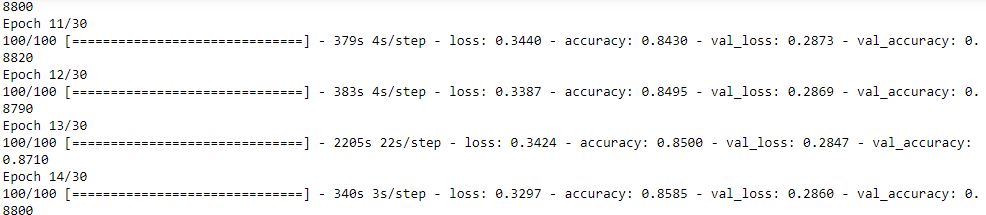 8800
Epoch 11/30
100/100 [==============================] - 379s 4s/step - loss: 0.3440 - accuracy: 0.8430 - val_loss: 0.2873 - val_accuracy: 0.
8820
Epoch 12/30
100/100 [==============================] - 383s 4s/step - loss: 0.3387 - accuracy: 0.8495 - val_loss: 0.2869 - val_accuracy: 0.
8790
Epoch 13/30
100/100 [==============================] - 2205s 22s/step - loss: 0.3424 - accuracy: 0.8500 - val_loss: 0.2847 - val_accuracy:
0.8710
Epoch 14/30
100/100 [==============================] - 340s 3s/step - loss: 0.3297 - accuracy: 0.8585 - val_loss: 0.2860 - val_accuracy: 0.
8800